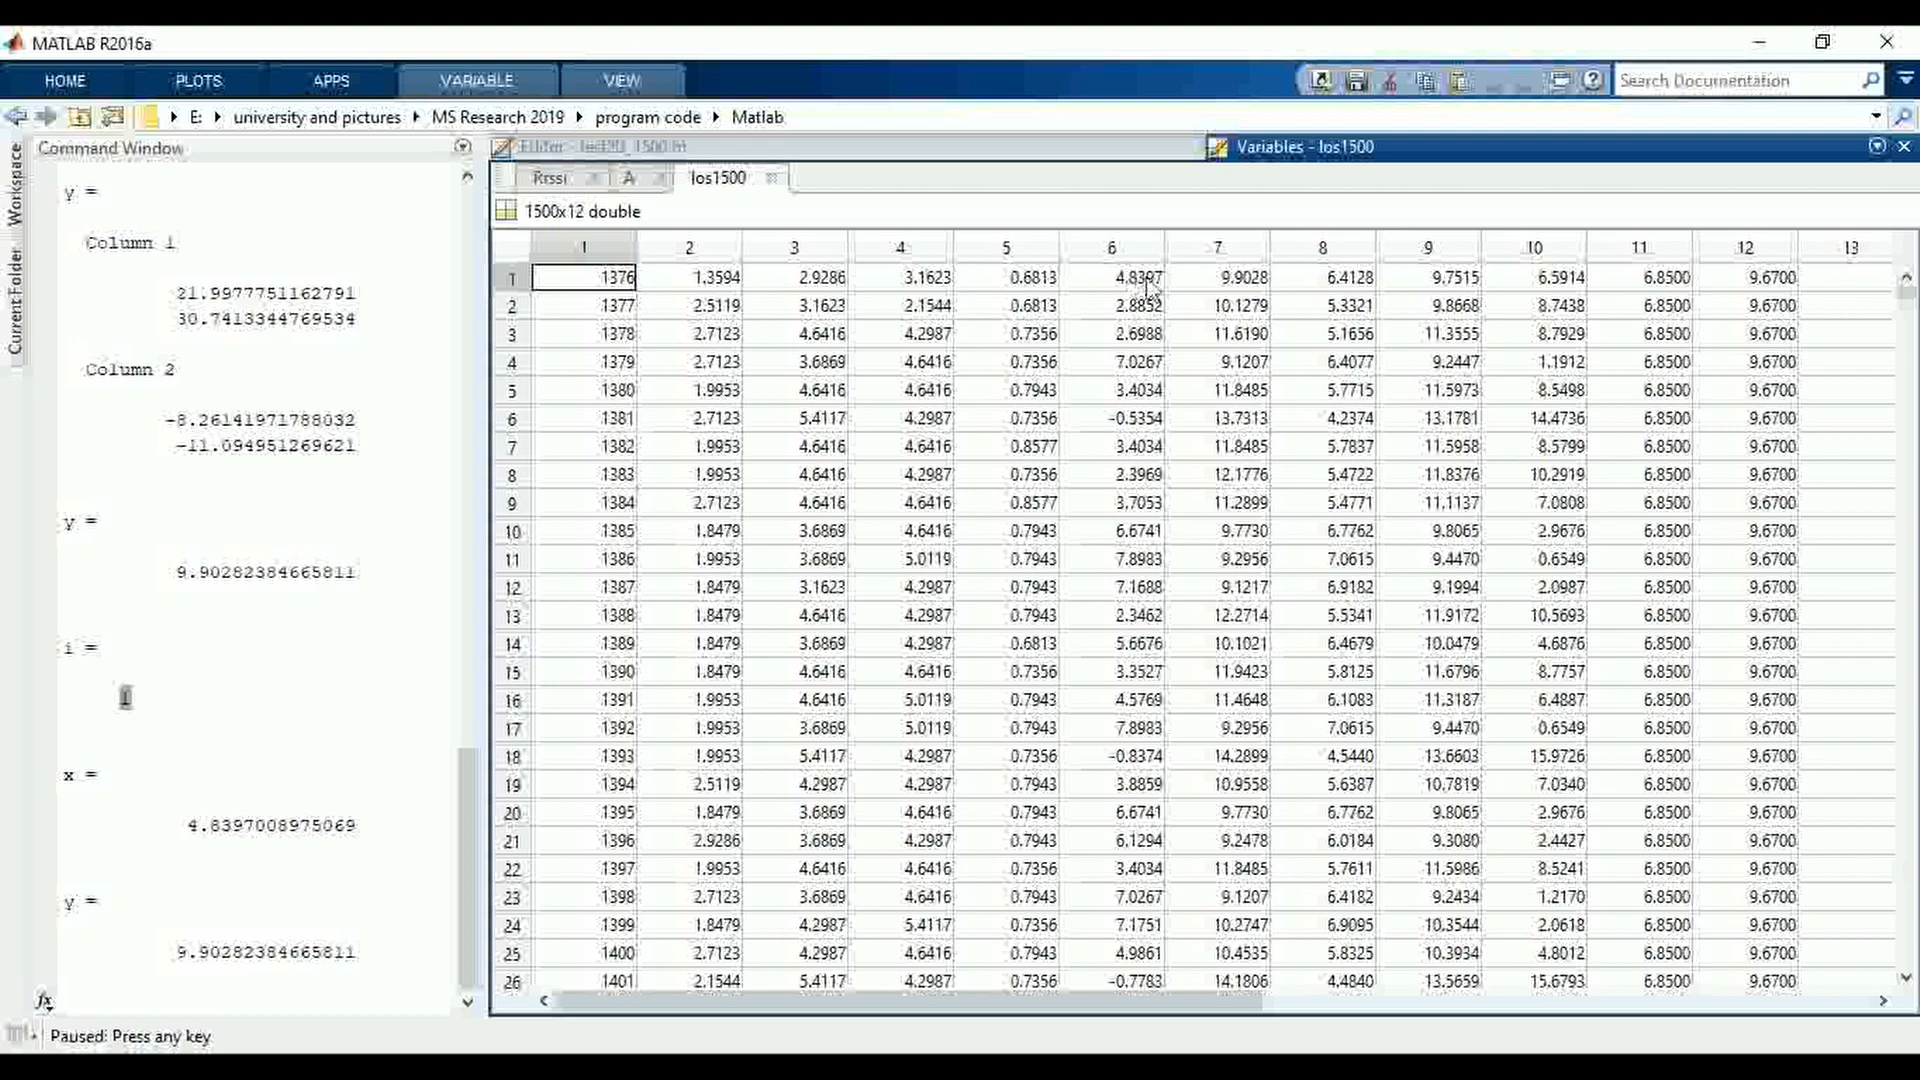 MATLAB R2016a
HOME PLOTS APPS VARIABLE VIEW Search Documentation
E: university and pictures MS Research 2019 program code Matlab
Command Window
Variables - los1500
Workspace
Current Folder
Rrssi A los1500
1500x12 double
y =
Column 1
21.9977751162791
30.7413344769534
Column 2
-8.26141971788032
-11.094951269621
y =
9.90282384665811
i =
1
x =
4.8397008975069
y =
9.90282384665811
fx
Paused: Press any key
1 2 3 4 5 6 7 8 9 10 11 12 13
1 1376 1.3594 2.9286 3.1623 0.6813 4.8397 9.9028 6.4128 9.7515 6.5914 6.8500 9.6700
2 1377 2.5119 3.1623 2.1544 0.6813 2.8852 10.1279 5.3321 9.8668 8.7438 6.8500 9.6700
3 1378 2.7123 4.6416 4.2987 0.7356 2.6988 11.6190 5.1656 11.3555 8.7929 6.8500 9.6700
4 1379 2.7123 3.6869 4.6416 0.7356 7.0267 9.1207 6.4077 9.2447 1.1912 6.8500 9.6700
5 1380 1.9953 4.6416 4.6416 0.7943 3.4034 11.8485 5.7715 11.5973 8.5498 6.8500 9.6700
6 1381 2.7123 5.4117 4.2987 0.7356 -0.5354 13.7313 4.2374 13.1781 14.4736 6.8500 9.6700
7 1382 1.9953 4.6416 4.6416 0.8577 3.4034 11.8485 5.7837 11.5958 8.5799 6.8500 9.6700
8 1383 1.9953 4.6416 4.2987 0.7943 2.3969 12.1776 5.4722 11.8376 10.2919 6.8500 9.6700
9 1384 2.7123 4.6416 4.6416 0.8577 3.7053 11.2899 5.4771 11.1137 7.0808 6.8500 9.6700
10 1385 1.8479 3.6869 4.6416 0.7943 6.6741 9.7730 6.7762 9.8065 2.9676 6.8500 9.6700
11 1386 1.9953 3.6869 5.0119 0.7943 7.8983 9.2956 7.0615 9.4470 0.6549 6.8500 9.6700
12 1387 1.8479 3.1623 4.2987 0.7943 7.1688 9.1217 6.9182 9.1994 2.0987 6.8500 9.6700
13 1388 1.8479 4.6416 4.2987 0.7943 2.3462 12.2714 5.5341 11.9172 10.5693 6.8500 9.6700
14 1389 1.8479 3.6869 4.2987 0.6813 5.6676 10.1021 6.4679 10.0479 4.6876 6.8500 9.6700
15 1390 1.8479 4.6416 4.6416 0.7356 3.3527 11.9423 5.8125 11.6796 8.7757 6.8500 9.6700
16 1391 1.9953 4.6416 5.0119 0.7943 4.5769 11.4648 6.1083 11.3187 6.4887 6.8500 9.6700
17 1392 1.9953 3.6869 5.0119 0.7943 7.8983 9.2956 7.0615 9.4470 0.6549 6.8500 9.6700
18 1393 1.9953 5.4117 4.2987 0.7356 -0.8374 14.2899 4.5440 13.6603 15.9726 6.8500 9.6700
19 1394 2.5119 4.2987 4.2987 0.7943 3.8859 10.9558 5.6387 10.7819 7.0340 6.8500 9.6700
20 1395 1.8479 3.6869 4.6416 0.7943 6.6741 9.7730 6.7762 9.8065 2.9676 6.8500 9.6700
21 1396 2.9286 3.6869 4.2987 0.7943 6.1294 9.2478 6.0184 9.3080 2.4427 6.8500 9.6700
22 1397 1.9953 4.6416 4.6416 0.7943 3.4034 11.8485 5.7611 11.5986 8.5241 6.8500 9.6700
23 1398 2.7123 3.6869 4.6416 0.7943 7.0267 9.1207 6.4182 9.2434 1.2170 6.8500 9.6700
24 1399 1.8479 4.2987 5.4117 0.7356 7.1751 10.2747 6.9095 10.3544 2.0618 6.8500 9.6700
25 1400 2.7123 4.2987 4.6416 0.7943 4.9861 10.4535 5.8325 10.3934 4.8012 6.8500 9.6700
26 1401 2.1544 5.4117 4.2987 0.7356 -0.7783 14.1806 4.4840 13.5659 15.6793 6.8500 9.6700